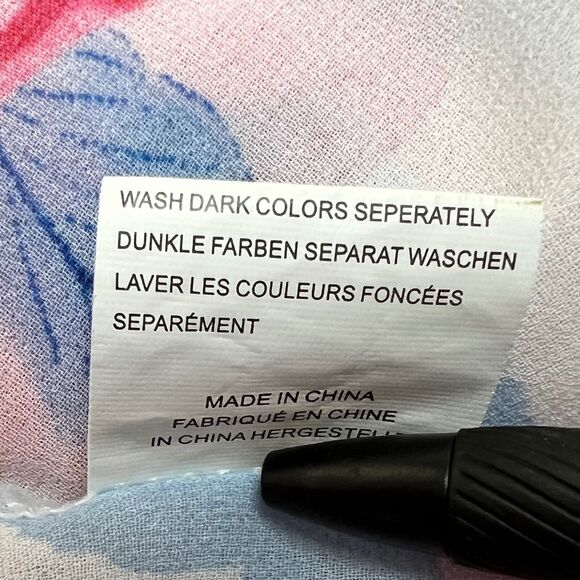 WASH DARK COLORS SEPERATELY
DUNKLE FARBEN SEPARAT WASCHEN
LAVER LES COULEURS FONCÉES
SEPARÉMENT
MADE IN CHINA
FABRIQUÉ EN CHINE
IN CHINA